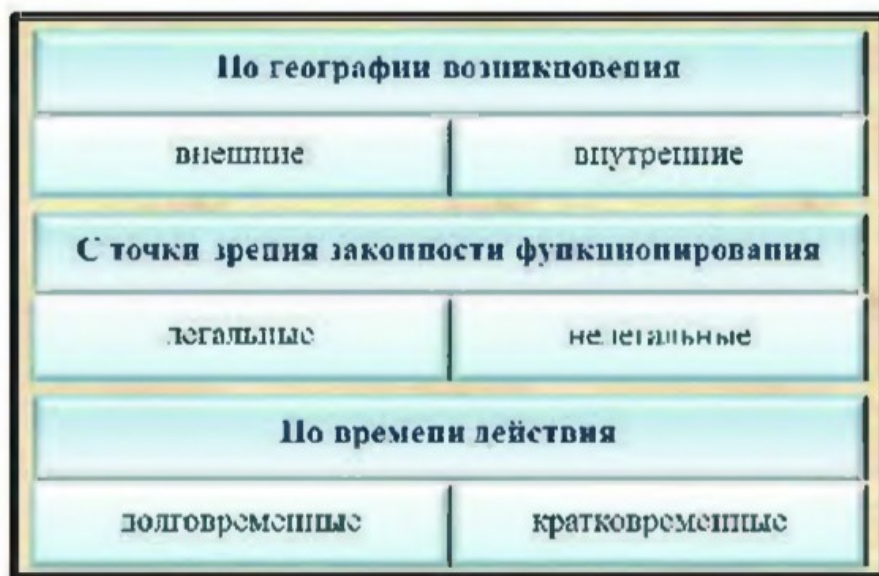 По географии возникновения
внешние
внутренние
С точки зрения законности функционирования
легальные
нелегальные
По времени действия
долговременные
кратковременные